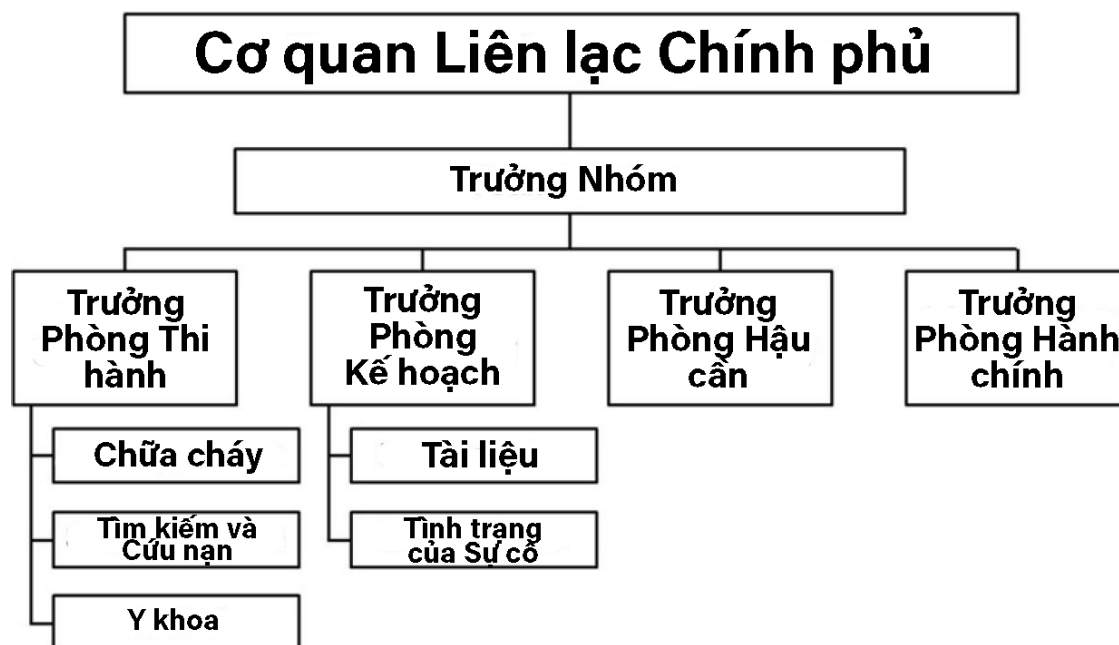 Cơ quan Liên lạc Chính phủ
Trưởng Nhóm
Trưởng
Phòng Thi
hành
Trưởng
Phòng
Kế hoạch
Trưởng
Phòng Hậu
cần
Trưởng
Phòng Hành
chính
Chữa cháy
Tìm kiếm và
Cứu nạn
Y khoa
Tài liệu
Tình trạng
của Sự cố